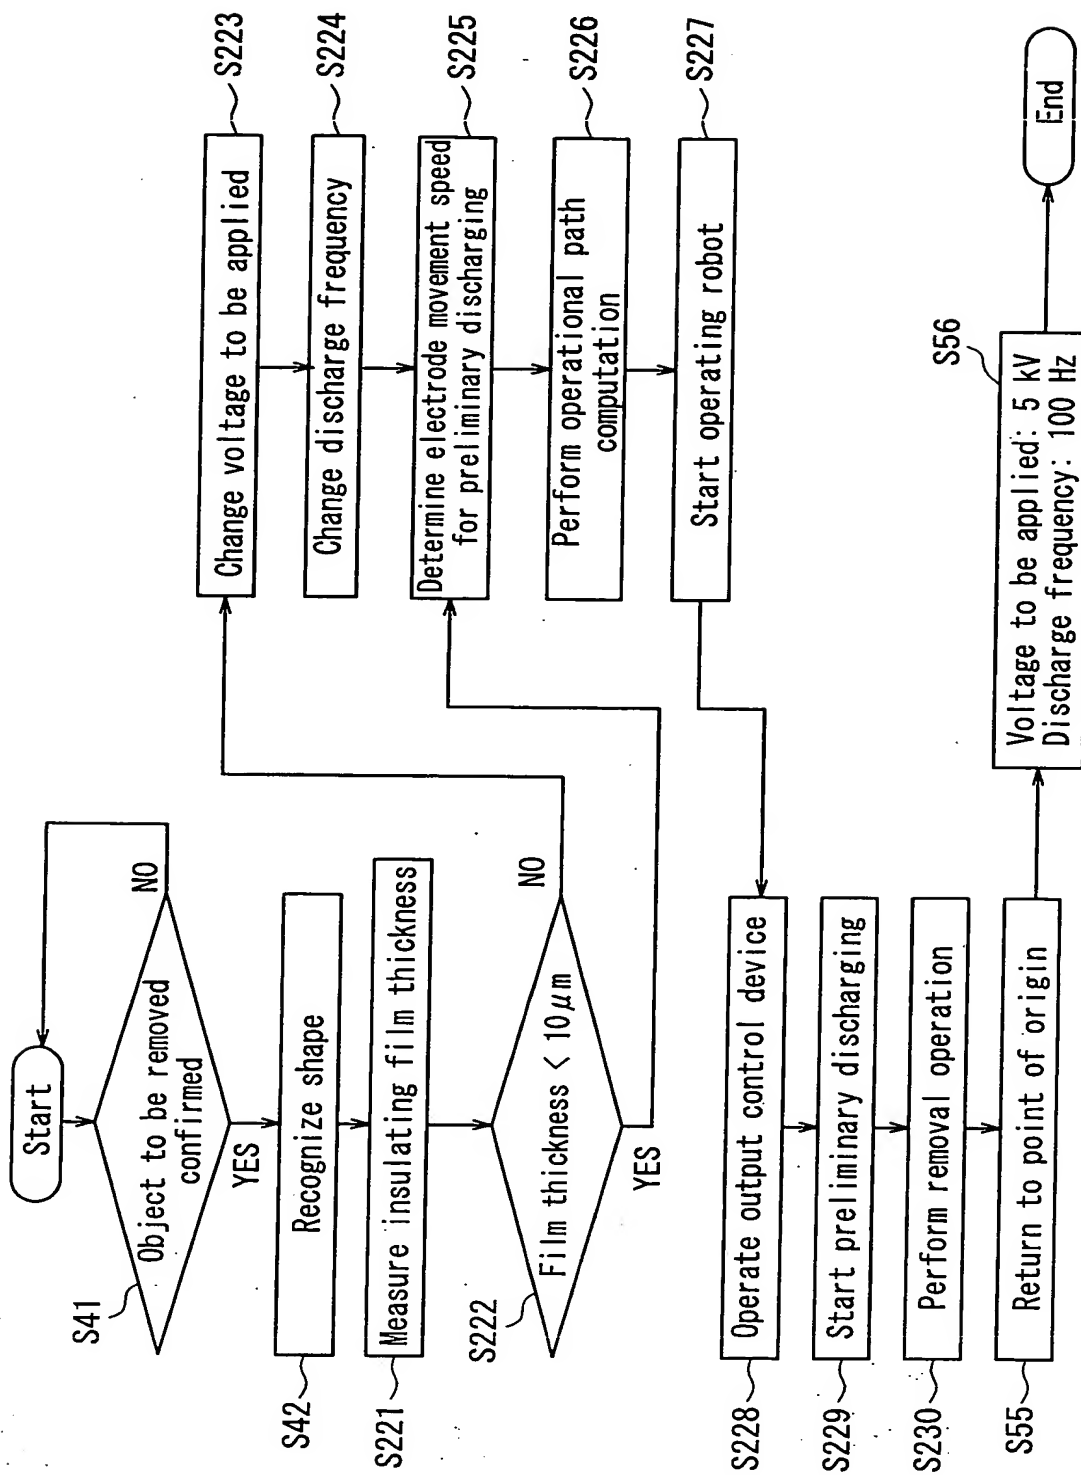 Start
S41
Object to be removed
confirmed
NO
YES
S42
Recognize shape
S221
Measure insulating film thickness
S222
Film thickness < 10μm
NO
YES
Change voltage to be applied
S223
Change discharge frequency
S224
Determine electrode movement speed
for preliminary discharging
S225
Perform operational path
computation
S226
Start operating robot
S227
S228
Operate output control device
S229
Start preliminary discharging
S230
Perform removal operation
S55
Return to point of origin
S56
Voltage to be applied: 5 kV
Discharge frequency: 100 Hz
End